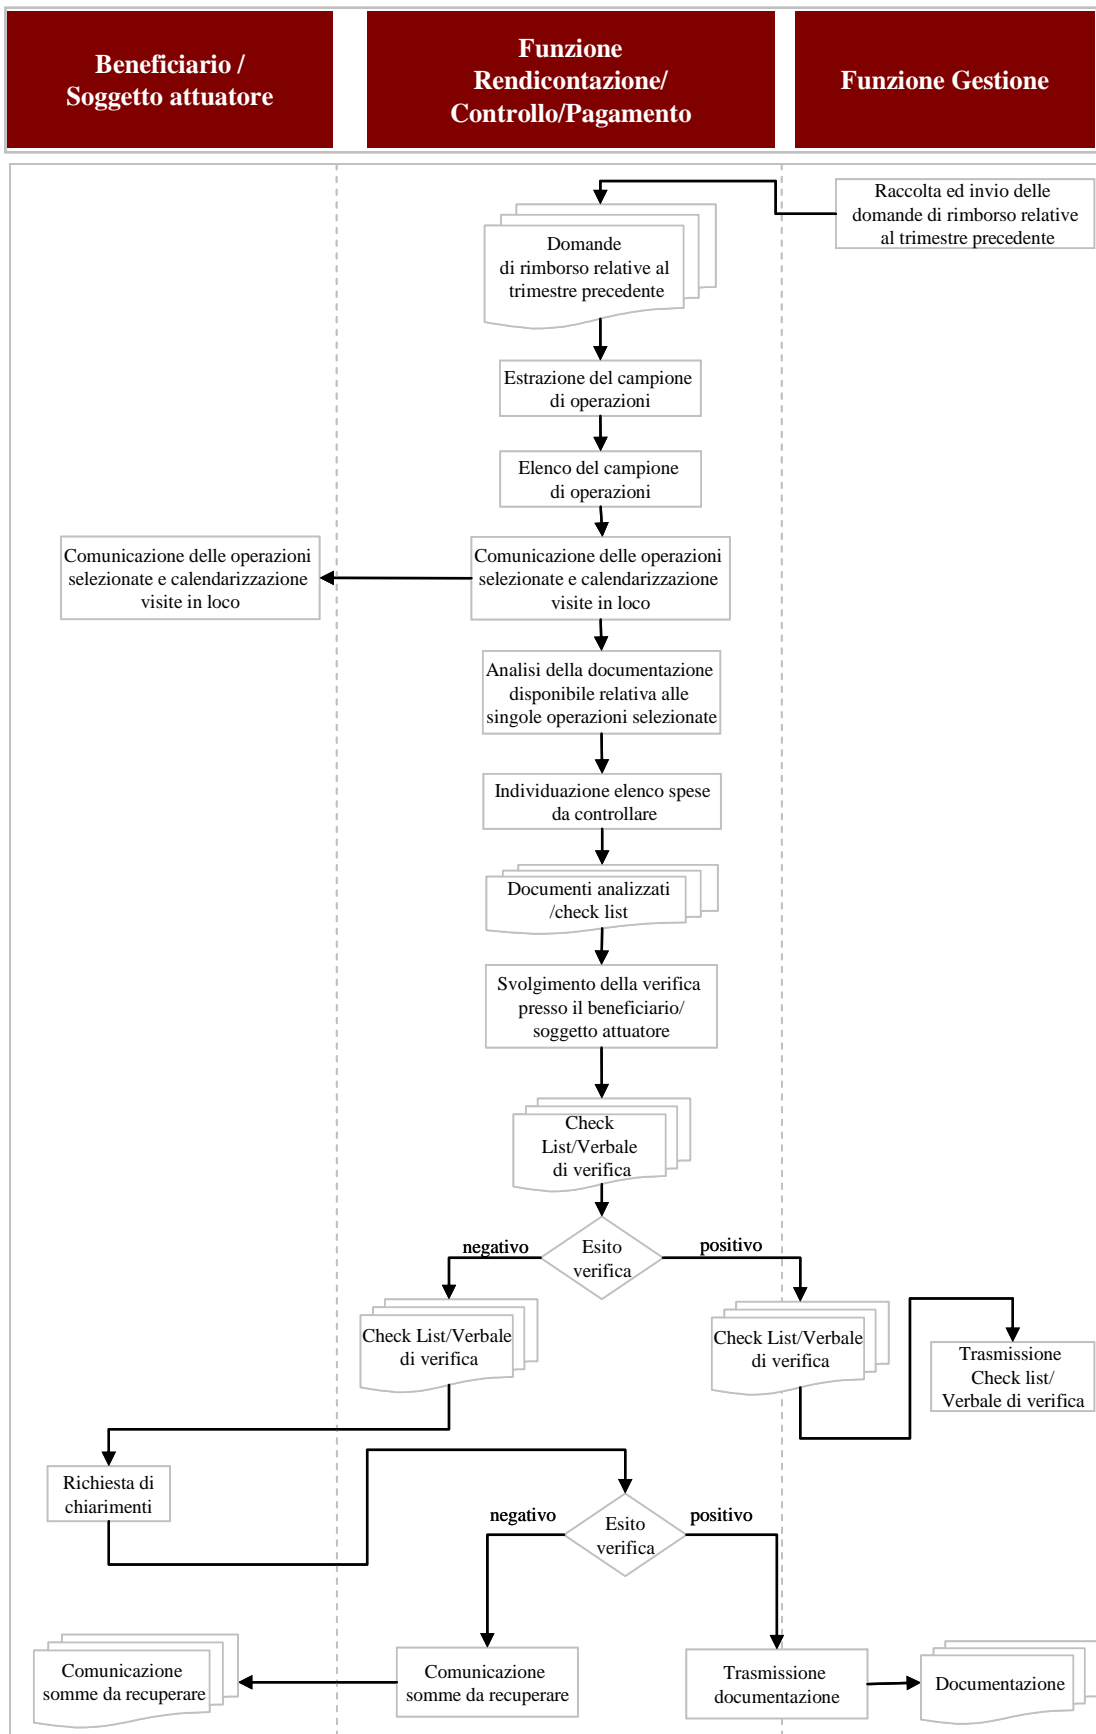 Beneficiario /
Soggetto attuatore
Funzione
Rendicontazione/
Controllo/Pagamento
Funzione Gestione
Raccolta ed invio delle
domande di rimborso relative
al trimestre precedente
Domande
di rimborso relative al
trimestre precedente
Estrazione del campione
di operazioni
Elenco del campione
di operazioni
Comunicazione delle operazioni
selezionate e calendarizzazione
visite in loco
Comunicazione delle operazioni
selezionate e calendarizzazione
visite in loco
Analisi della documentazione
disponibile relativa alle
singole operazioni selezionate
Individuazione elenco spese
da controllare
Documenti analizzati
/check list
Svolgimento della verifica
presso il beneficiario/
soggetto attuatore
Check
List/Verbale
di verifica
negativo
Esito
verifica
positivo
Check List/Verbale
di verifica
Check List/Verbale
di verifica
Trasmissione
Check list/
Verbale di verifica
Richiesta di
chiarimenti
negativo
Esito
verifica
positivo
Comunicazione
somme da recuperare
Comunicazione
somme da recuperare
Trasmissione
documentazione
Documentazione